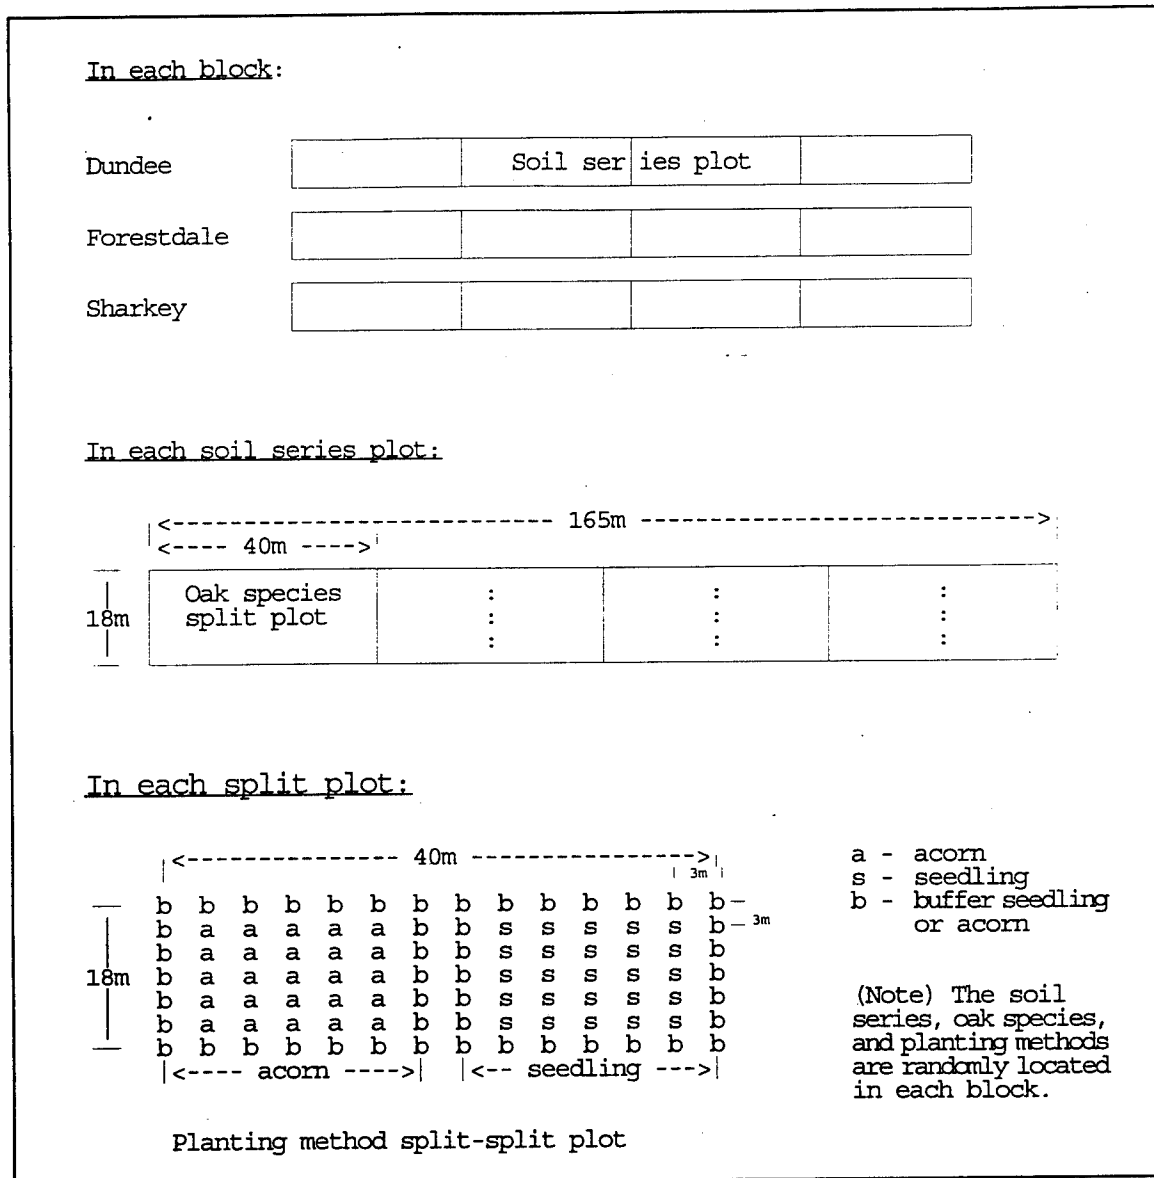 In each block:
Dundee
Soil series plot
Forestdale
Sharkey
In each soil series plot:
|<--------------------------- 165m ---------------------------->|
|<---- 40m ---->|
18m
Oak species : : :
split plot : : :
: : :
In each split plot:
|<--------------- 40m --------------->|
| 3m |
b b b b b b b b b b b b b b
b a a a a a b b s s s s s b — 3m
b a a a a a b b s s s s s b
18m b a a a a a b b s s s s s b
b a a a a a b b s s s s s b
b a a a a a b b s s s s s b
b b b b b b b b b b b b b b
|<---- acorn ---->| |<-- seedling --->|
Planting method split-split plot
a - acorn
s - seedling
b - buffer seedling
or acorn
(Note) The soil
series, oak species,
and planting methods
are randomly located
in each block.